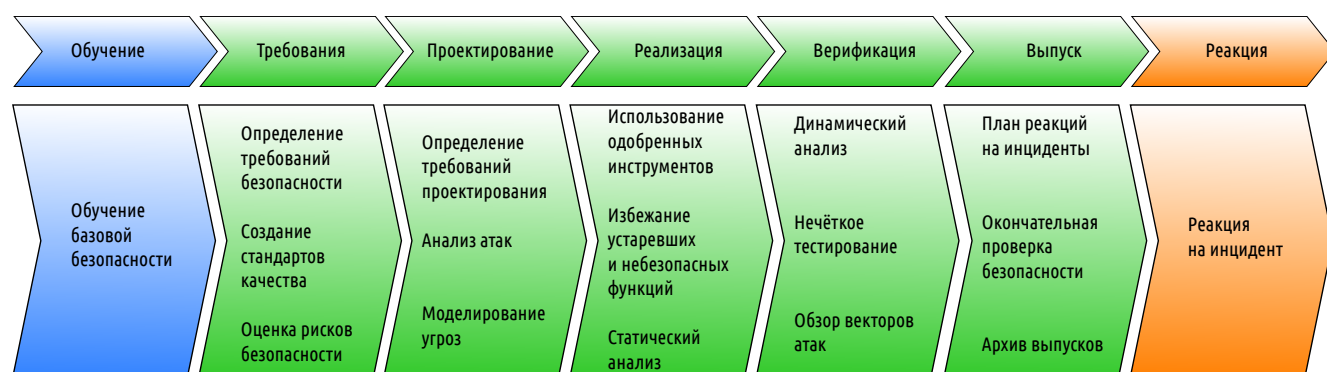 Обучение
Требования
Проектирование
Реализация
Верификация
Выпуск
Реакция
Обучение
базовой
безопасности
Определение
требований
безопасности
Создание
стандартов
качества
Оценка рисков
безопасности
Определение
требований
проектирования
Анализ атак
Моделирование
угроз
Использование
одобренных
инструментов
Избежание
устаревших
и небезопасных
функций
Статический
анализ
Динамический
анализ
Нечёткое
тестирование
Обзор векторов
атак
План реакций
на инциденты
Окончательная
проверка
безопасности
Архив выпусков
Реакция
на инцидент